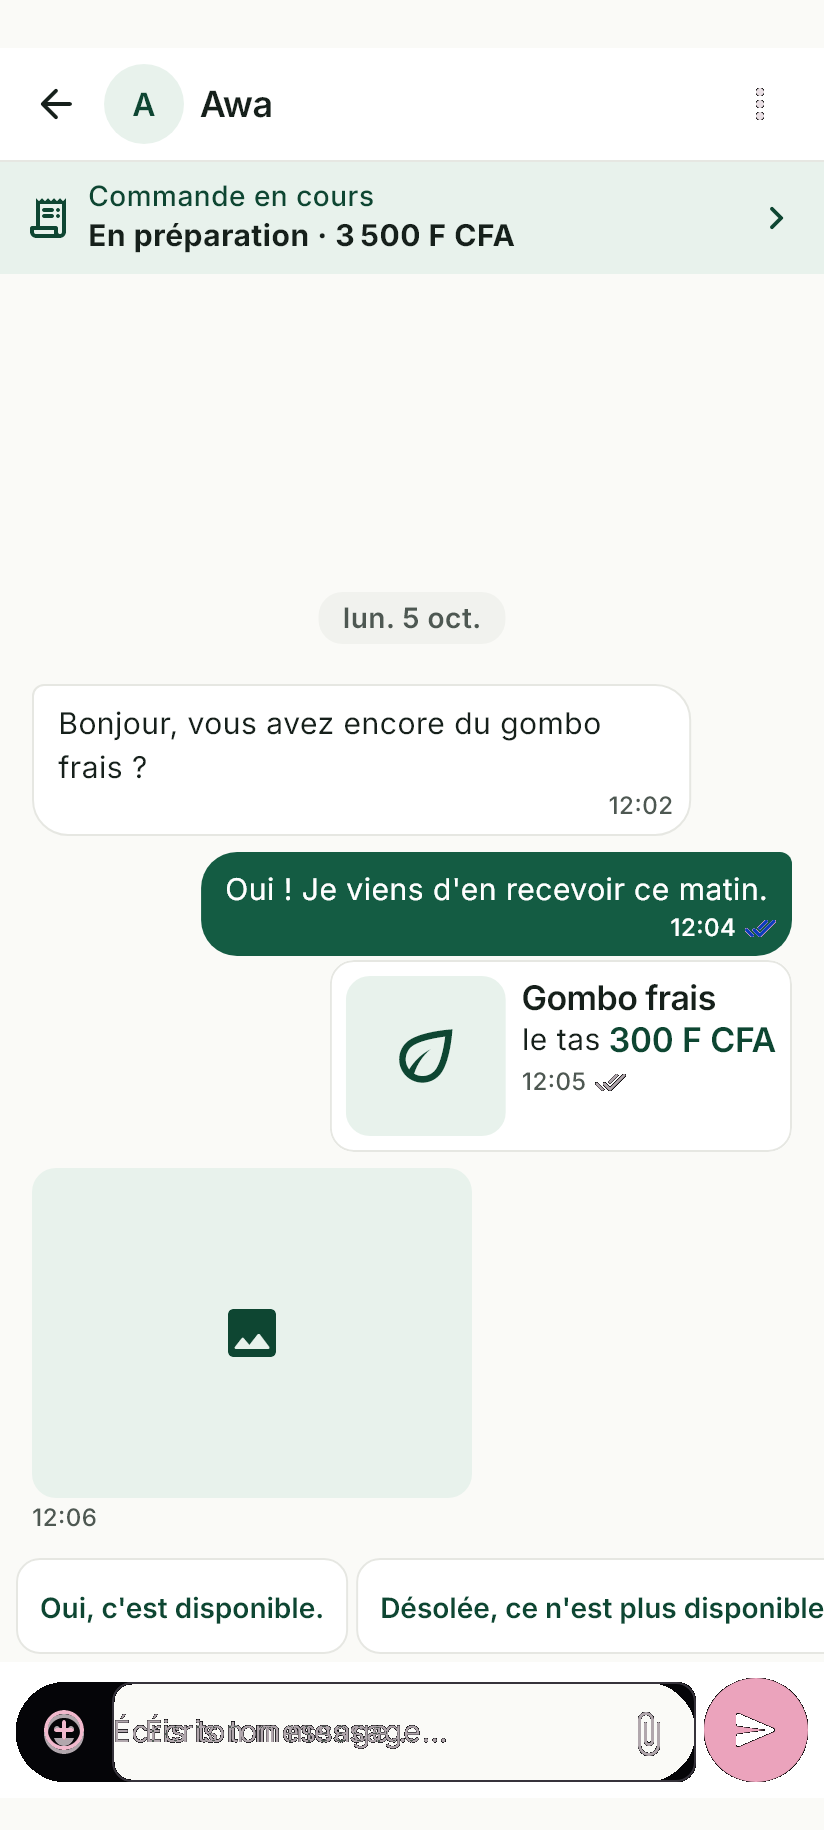 A
Awa
Commande en cours
En préparation · 3 500 F CFA
lun. 5 oct.
Bonjour, vous avez encore du gombo
frais ?
12:02
Oui ! Je viens d'en recevoir ce matin.
12:04
Gombo frais
le tas 300 F CFA
12:05
12:06
Oui, c'est disponible.
Désolée, ce n'est plus disponible